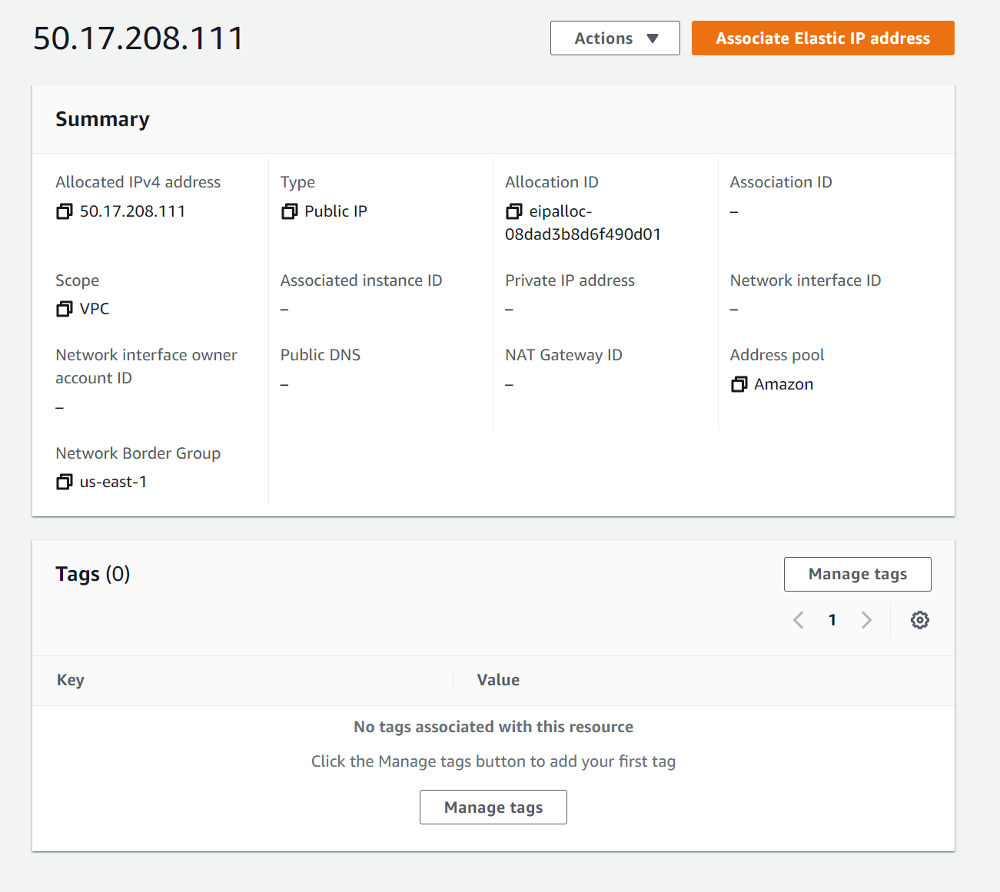 50.17.208.111
Actions
Associate Elastic IP address
Summary
Allocated IPv4 address
50.17.208.111
Type
Public IP
Allocation ID
eipalloc-
08dad3b8d6f490d01
Association ID
–
Scope
VPC
Associated instance ID
–
Private IP address
–
Network interface ID
–
Network interface owner
account ID
–
Public DNS
–
NAT Gateway ID
–
Address pool
Amazon
Network Border Group
us-east-1
Tags (0)
Manage tags
1
Key
Value
No tags associated with this resource
Click the Manage tags button to add your first tag
Manage tags